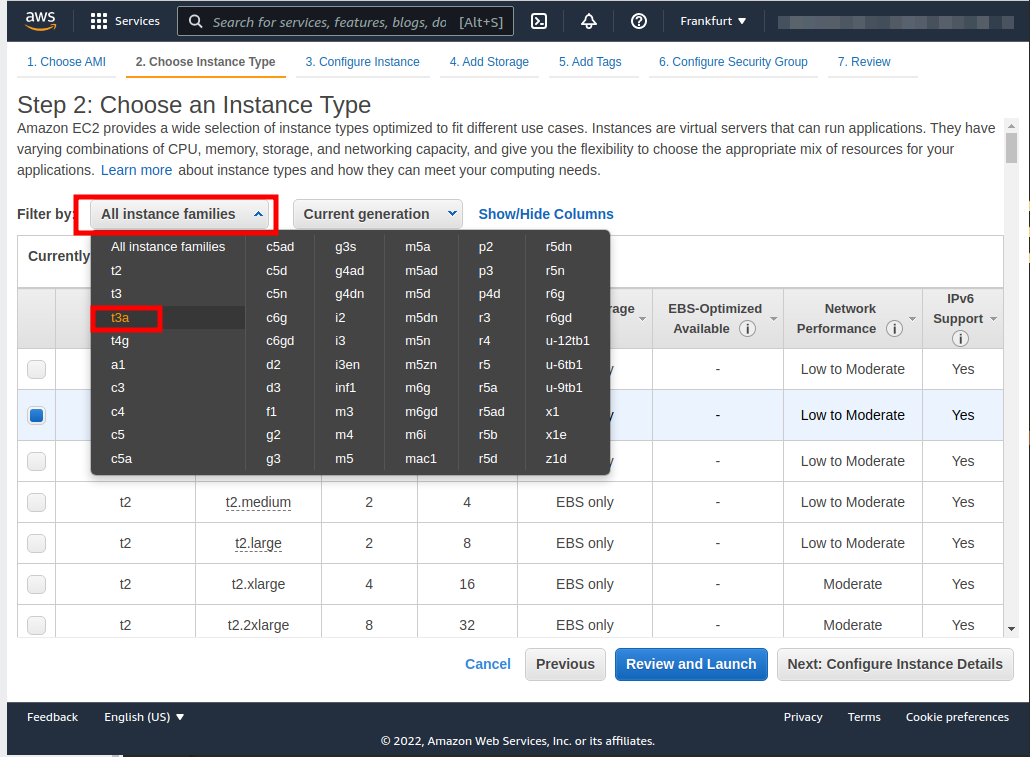 aws Services Search for services, features, blogs, do [Alt+S] Frankfurt
1. Choose AMI 2. Choose Instance Type 3. Configure Instance 4. Add Storage 5. Add Tags 6. Configure Security Group 7. Review
Step 2: Choose an Instance Type
Amazon EC2 provides a wide selection of instance types optimized to fit different use cases. Instances are virtual servers that can run applications. They have
varying combinations of CPU, memory, storage, and networking capacity, and give you the flexibility to choose the appropriate mix of resources for your
applications. Learn more about instance types and how they can meet your computing needs.
Filter by: All instance families Current generation Show/Hide Columns
Currently
All instance families c5ad g3s m5a p2 r5dn
t2 c5d g4ad m5ad p3 r5n
t3 c5n g4dn m5d p4d r6g
t3a c6g i2 m5dn r3 r6gd
t4g c6gd i3 m5n r4 u-12tb1
a1 d2 i3en m5zn r5 u-6tb1
c3 d3 inf1 m6g r5a u-9tb1
c4 f1 m3 m6gd r5ad x1
c5 g2 m4 m6i r5b x1e
c5a g3 m5 mac1 r5d z1d
rage EBS-Optimized Available Network Performance IPv6 Support
- Low to Moderate Yes
- Low to Moderate Yes
- Low to Moderate Yes
t2 t2.medium 2 4 EBS only - Low to Moderate Yes
t2 t2.large 2 8 EBS only - Low to Moderate Yes
t2 t2.xlarge 4 16 EBS only - Moderate Yes
t2 t2.2xlarge 8 32 EBS only - Moderate Yes
Cancel Previous Review and Launch Next: Configure Instance Details
Feedback English (US) Privacy Terms Cookie preferences
© 2022, Amazon Web Services, Inc. or its affiliates.